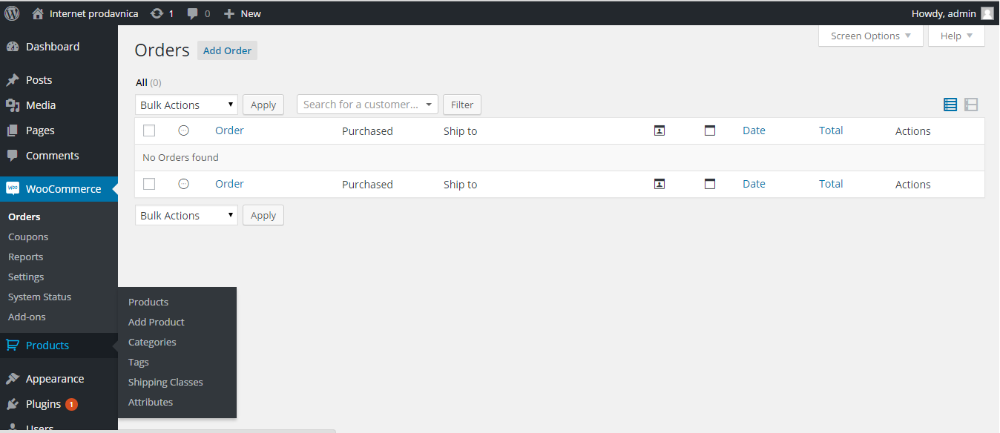 Internet prodavnica 1 0 New Howdy, admin
Dashboard
Posts
Media
Pages
Comments
WooCommerce
Orders
Coupons
Reports
Settings
System Status
Add-ons
Products
Appearance
Plugins 1
Users
Products
Add Product
Categories
Tags
Shipping Classes
Attributes
Screen Options Help
Orders Add Order
All (0)
Bulk Actions Apply Search for a customer... Filter
Order Purchased Ship to Date Total Actions
No Orders found
Order Purchased Ship to Date Total Actions
Bulk Actions Apply